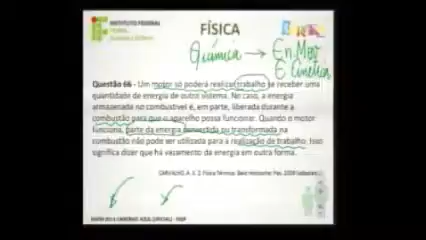 INSTITUTO FEDERAL
FÍSICA
Química → En. Mec
E Cinética
Questão 66 - Um motor só poderá realizar trabalho se receber uma
quantidade de energia de outro sistema. No caso, a energia
armazenada no combustível é, em parte, liberada durante a
combustão para que o aparelho possa funcionar. Quando o motor
funciona, parte da energia convertida ou transformada na
combustão não pode ser utilizada para a realização de trabalho. Isso
significa dizer que há vazamento da energia em outra forma.
CARVALHO, A. X. Z. Física Térmica. Belo Horizonte: Pax, 2009 (adaptado).